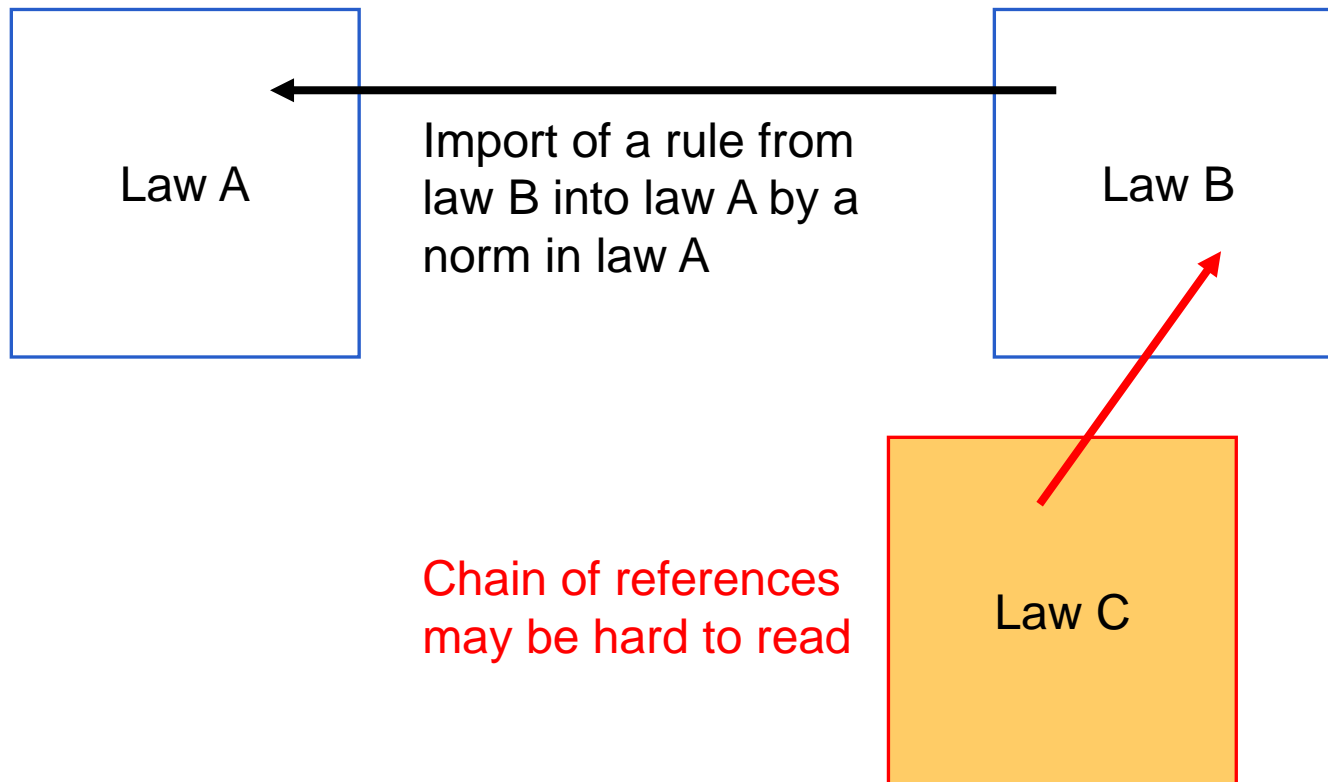 Law A
Import of a rule from
law B into law A by a
norm in law A
Law B
Chain of references
may be hard to read
Law C